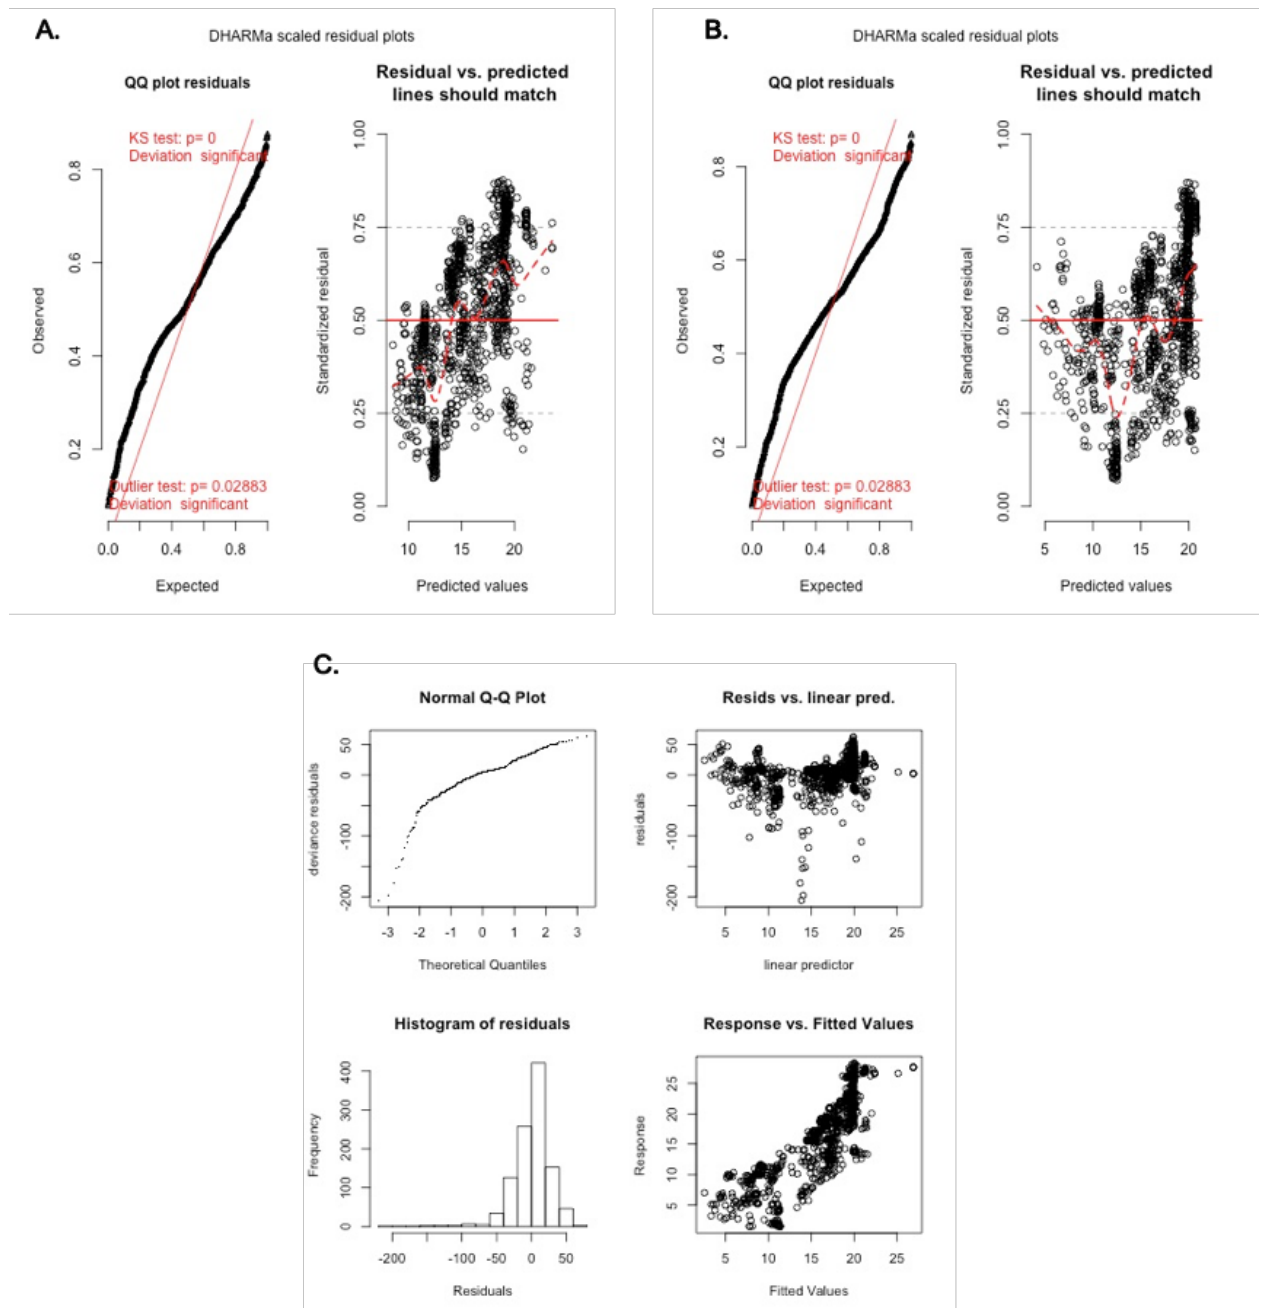 A.
DHARMa scaled residual plots
QQ plot residuals
KS test: p= 0
Deviation significant
Outlier test: p= 0.02883
Deviation significant
Observed
0.2 0.4 0.6 0.8
0.0 0.4 0.8
Expected
Residual vs. predicted
lines should match
Standardized residual
0.00 0.25 0.50 0.75 1.00
10 15 20
Predicted values
B.
DHARMa scaled residual plots
QQ plot residuals
KS test: p= 0
Deviation significant
Outlier test: p= 0.02883
Deviation significant
Observed
0.2 0.4 0.6 0.8
0.0 0.4 0.8
Expected
Residual vs. predicted
lines should match
Standardized residual
0.00 0.25 0.50 0.75 1.00
5 10 15 20
Predicted values
C.
Normal Q-Q Plot
deviance residuals
-200 -100 0 50
-3 -2 -1 0 1 2 3
Theoretical Quantiles
Resids vs. linear pred.
residuals
-200 -100 0 50
5 10 15 20 25
linear predictor
Histogram of residuals
Frequency
0 100 200 300 400
-200 -100 -50 0 50
Residuals
Response vs. Fitted Values
Response
5 10 15 20 25
5 10 15 20 25
Fitted Values